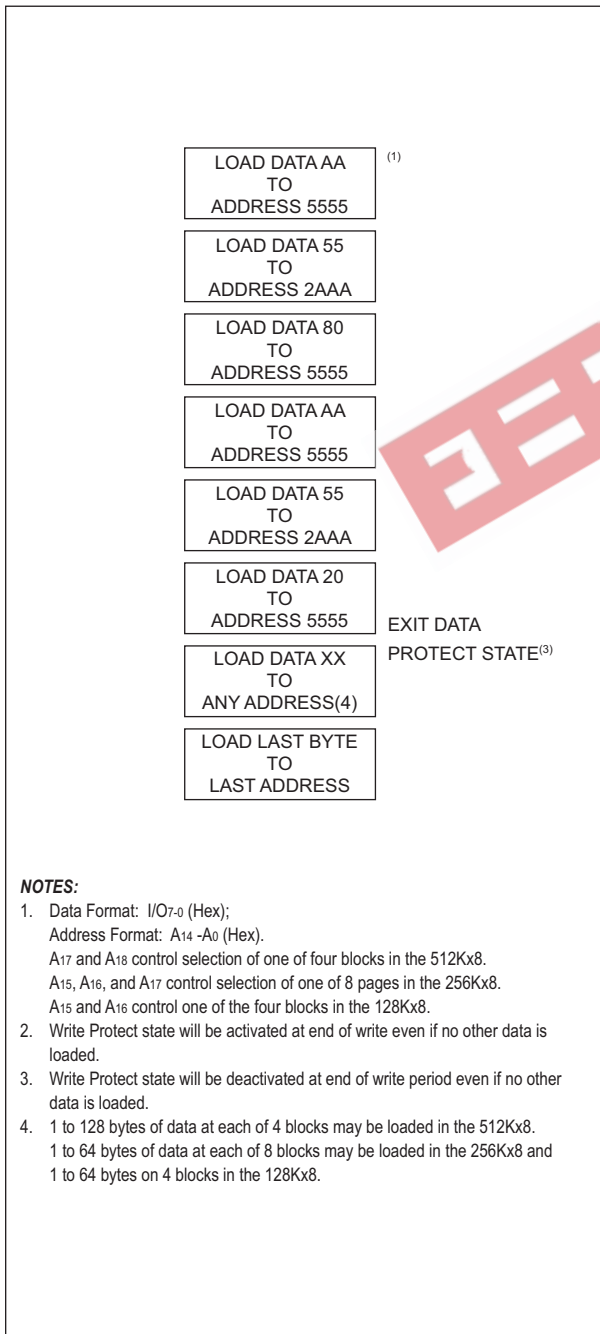 LOAD DATA AA
TO
ADDRESS 5555
(1)
LOAD DATA 55
TO
ADDRESS 2AAA
LOAD DATA 80
TO
ADDRESS 5555
LOAD DATA AA
TO
ADDRESS 5555
LOAD DATA 55
TO
ADDRESS 2AAA
LOAD DATA 20
TO
ADDRESS 5555
EXIT DATA
PROTECT STATE(3)
LOAD DATA XX
TO
ANY ADDRESS(4)
LOAD LAST BYTE
TO
LAST ADDRESS
NOTES:
1. Data Format: I/O7-0 (Hex);
Address Format: A14 -A0 (Hex).
A17 and A18 control selection of one of four blocks in the 512Kx8.
A15, A16, and A17 control selection of one of 8 pages in the 256Kx8.
A15 and A16 control one of the four blocks in the 128Kx8.
2. Write Protect state will be activated at end of write even if no other data is
loaded.
3. Write Protect state will be deactivated at end of write period even if no other
data is loaded.
4. 1 to 128 bytes of data at each of 4 blocks may be loaded in the 512Kx8.
1 to 64 bytes of data at each of 8 blocks may be loaded in the 256Kx8 and
1 to 64 bytes on 4 blocks in the 128Kx8.